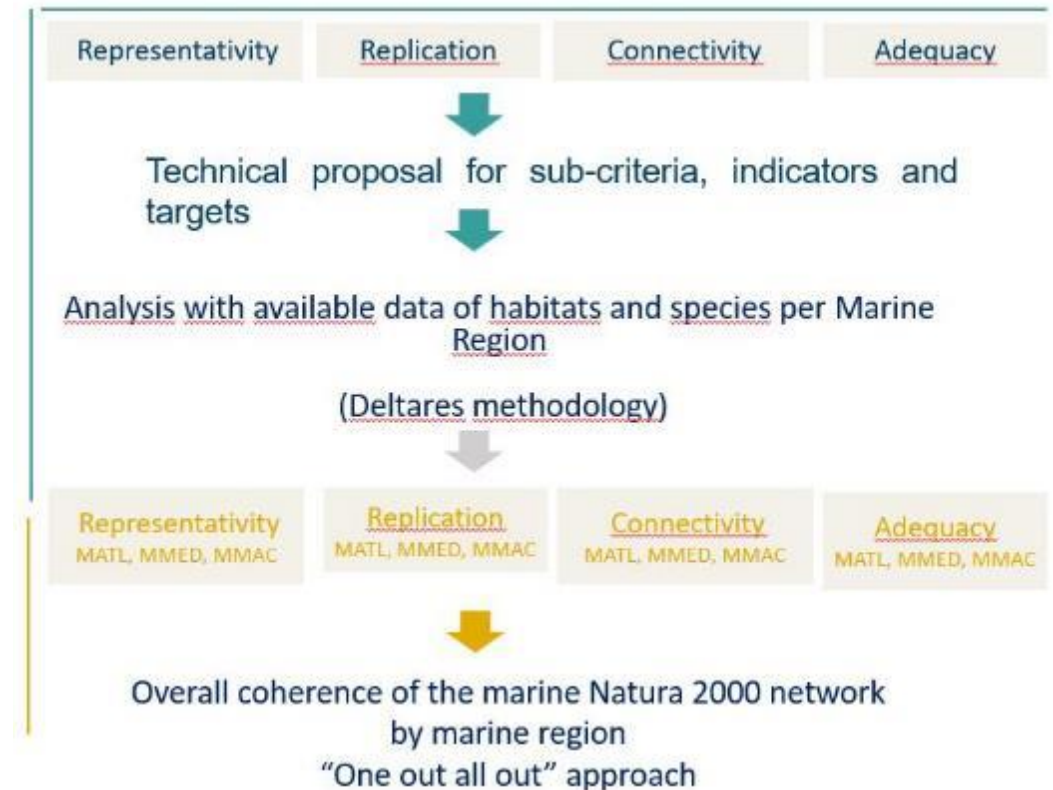 Representativity
Replication
Connectivity
Adequacy
Technical proposal for sub-criteria, indicators and
targets
Analysis with available data of habitats and species per Marine
Region
(Deltares methodology)
Representativity
MATL, MMED, MMAC
Replication
MATL, MMED, MMAC
Connectivity
MATL, MMED, MMAC
Adequacy
MATL, MMED, MMAC
Overall coherence of the marine Natura 2000 network
by marine region
“One out all out” approach